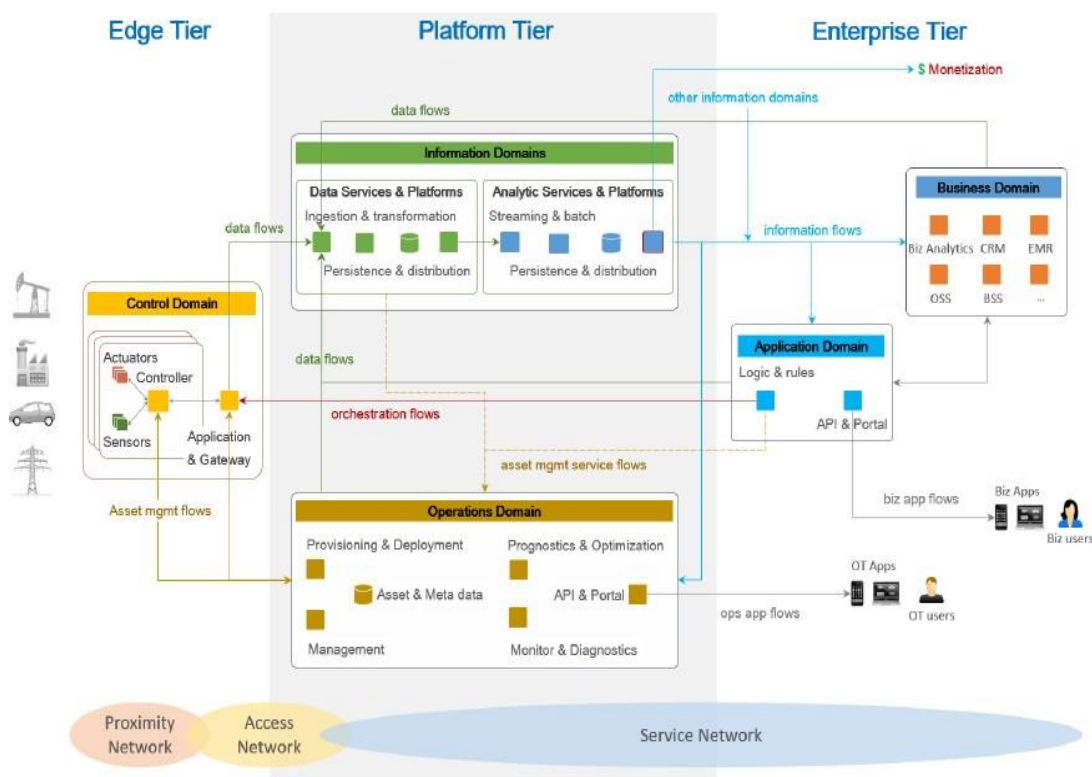 Edge Tier
Platform Tier
Enterprise Tier
$ Monetization
other information domains
data flows
Information Domains
Data Services & Platforms
Ingestion & transformation
Persistence & distribution
Analytic Services & Platforms
Streaming & batch
Persistence & distribution
data flows
information flows
Business Domain
Biz Analytics
CRM
EMR
OSS
BSS
...
Control Domain
Actuators
Controller
Sensors
Application
& Gateway
data flows
Application Domain
Logic & rules
API & Portal
orchestration flows
asset mgmt service flows
Asset mgmt flows
Operations Domain
Provisioning & Deployment
Prognostics & Optimization
Asset & Meta data
API & Portal
Management
Monitor & Diagnostics
biz app flows
Biz Apps
Biz users
OT Apps
ops app flows
OT users
Proximity
Network
Access
Network
Service Network